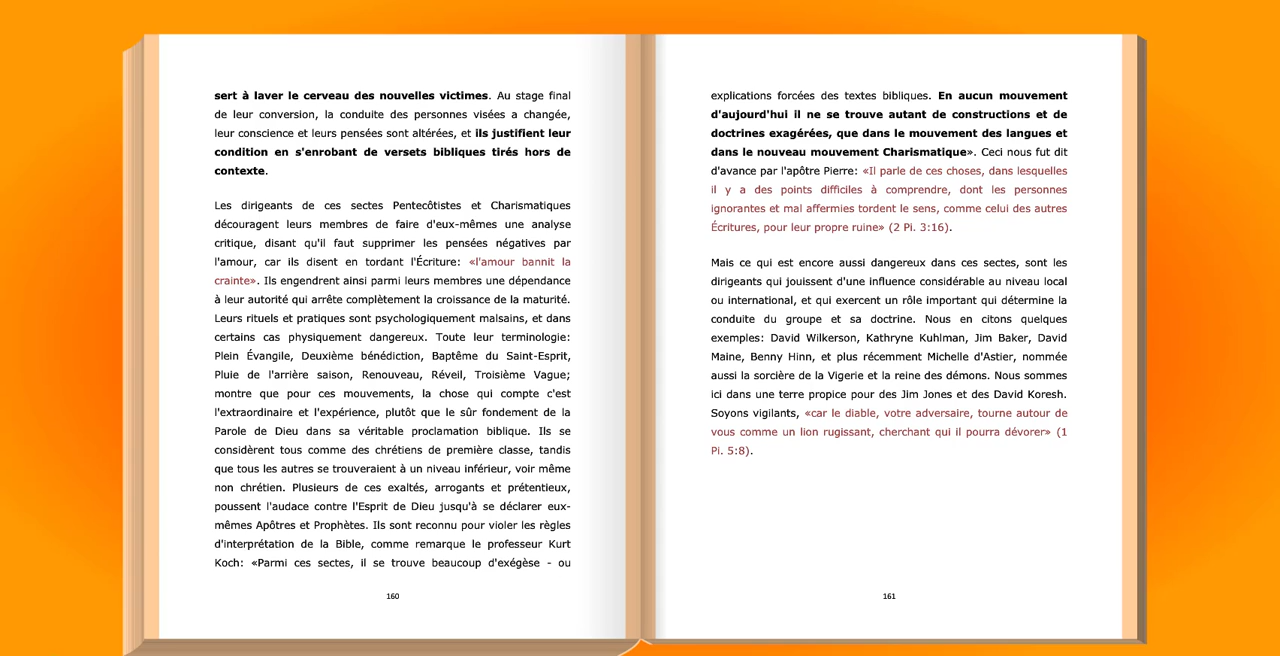 sert à laver le cerveau des nouvelles victimes. Au stage final
de leur conversion, la conduite des personnes visées a changée,
leur conscience et leurs pensées sont altérées, et ils justifient leur
condition en s'enrobant de versets bibliques tirés hors de
contexte.
Les dirigeants de ces sectes Pentecôtistes et Charismatiques
découragent leurs membres de faire d'eux-mêmes une analyse
critique, disant qu'il faut supprimer les pensées négatives par
l'amour, car ils disent en tordant l'Écriture: «l'amour bannit la
crainte». Ils engendrent ainsi parmi leurs membres une dépendance
à leur autorité qui arrête complètement la croissance de la maturité.
Leurs rituels et pratiques sont psychologiquement malsains, et dans
certains cas physiquement dangereux. Toute leur terminologie:
Plein Évangile, Deuxième bénédiction, Baptême du Saint-Esprit,
Pluie de l'arrière saison, Renouveau, Réveil, Troisième Vague;
montre que pour ces mouvements, la chose qui compte c'est
l'extraordinaire et l'expérience, plutôt que le sûr fondement de la
Parole de Dieu dans sa véritable proclamation biblique. Ils se
considèrent tous comme des chrétiens de première classe, tandis
que tous les autres se trouveraient à un niveau inférieur, voir même
non chrétien. Plusieurs de ces exaltés, arrogants et prétentieux,
poussent l'audace contre l'Esprit de Dieu jusqu'à se déclarer eux-
mêmes Apôtres et Prophètes. Ils sont reconnu pour violer les règles
d'interprétation de la Bible, comme remarque le professeur Kurt
Koch: «Parmi ces sectes, il se trouve beaucoup d'exégèse - ou
160
explications forcées des textes bibliques. En aucun mouvement
d'aujourd'hui il ne se trouve autant de constructions et de
doctrines exagérées, que dans le mouvement des langues et
dans le nouveau mouvement Charismatique». Ceci nous fut dit
d'avance par l'apôtre Pierre: «Il parle de ces choses, dans lesquelles
il y a des points difficiles à comprendre, dont les personnes
ignorantes et mal affermies tordent le sens, comme celui des autres
Écritures, pour leur propre ruine» (2 Pi. 3:16).
Mais ce qui est encore aussi dangereux dans ces sectes, sont les
dirigeants qui jouissent d'une influence considérable au niveau local
ou international, et qui exercent un rôle important qui détermine la
conduite du groupe et sa doctrine. Nous en citons quelques
exemples: David Wilkerson, Kathryne Kuhlman, Jim Baker, David
Maine, Benny Hinn, et plus récemment Michelle d'Astier, nommée
aussi la sorcière de la Vigerie et la reine des démons. Nous sommes
ici dans une terre propice pour des Jim Jones et des David Koresh.
Soyons vigilants, «car le diable, votre adversaire, tourne autour de
vous comme un lion rugissant, cherchant qui il pourra dévorer» (1
Pi. 5:8).
161